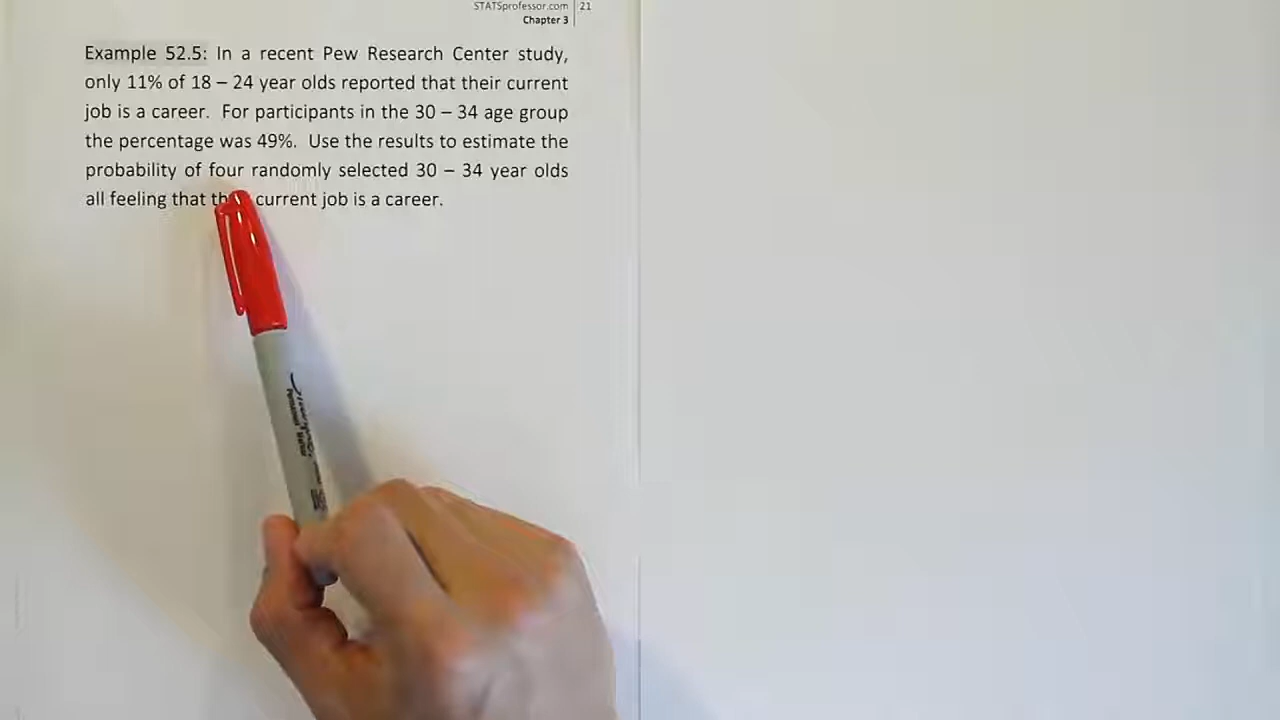 STATSprofessor.com 21
Chapter 3
Example 52.5: In a recent Pew Research Center study,
only 11% of 18 – 24 year olds reported that their current
job is a career. For participants in the 30 – 34 age group
the percentage was 49%. Use the results to estimate the
probability of four randomly selected 30 – 34 year olds
all feeling that current job is a career.